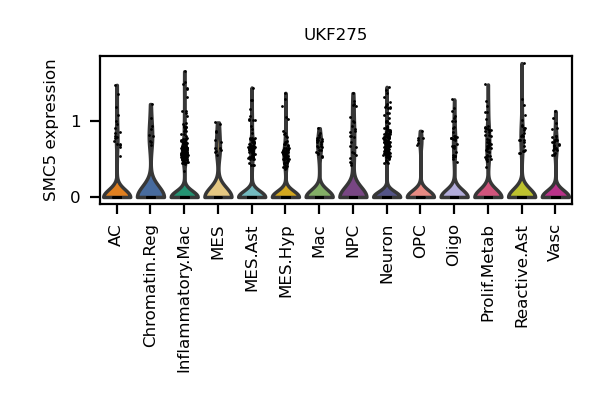 UKF275
SMC5 expression
1
0
AC
Chromatin.Reg
Inflammatory.Mac
MES
MES.Ast
MES.Hyp
Mac
NPC
Neuron
OPC
Oligo
Prolif.Metab
Reactive.Ast
Vasc